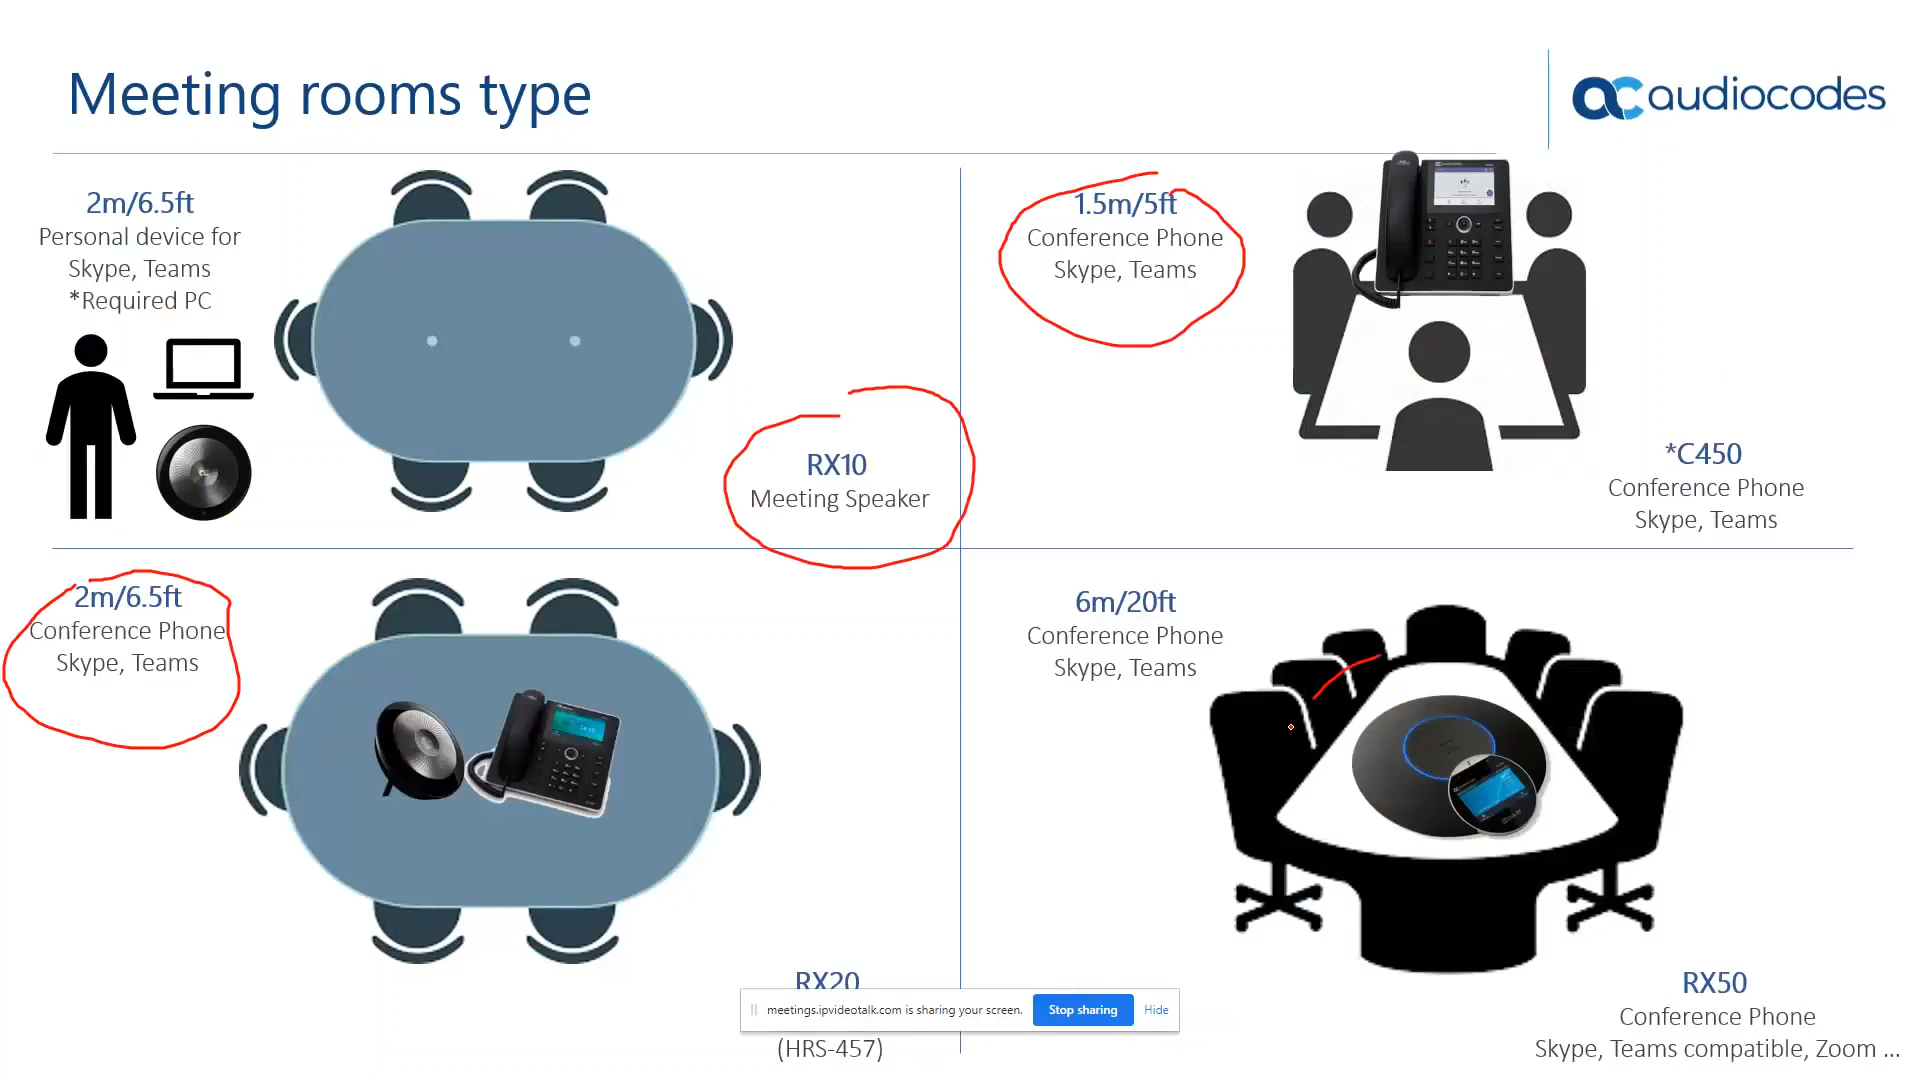 Meeting rooms type
audiocodes
2m/6.5ft
Personal device for
Skype, Teams
*Required PC
RX10
Meeting Speaker
1.5m/5ft
Conference Phone
Skype, Teams
*C450
Conference Phone
Skype, Teams
2m/6.5ft
Conference Phone
Skype, Teams
RX20
(HRS-457)
6m/20ft
Conference Phone
Skype, Teams
RX50
Conference Phone
Skype, Teams compatible, Zoom ...
meetings.ipvideotalk.com is sharing your screen.
Stop sharing
Hide